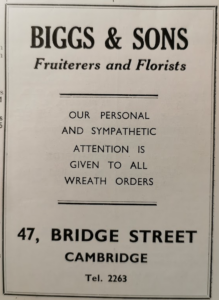 BIGGS & SONS
Fruiterers and Florists
OUR PERSONAL
AND SYMPATHETIC
ATTENTION IS
GIVEN TO ALL
WREATH ORDERS
47, BRIDGE STREET
CAMBRIDGE
Tel. 2263